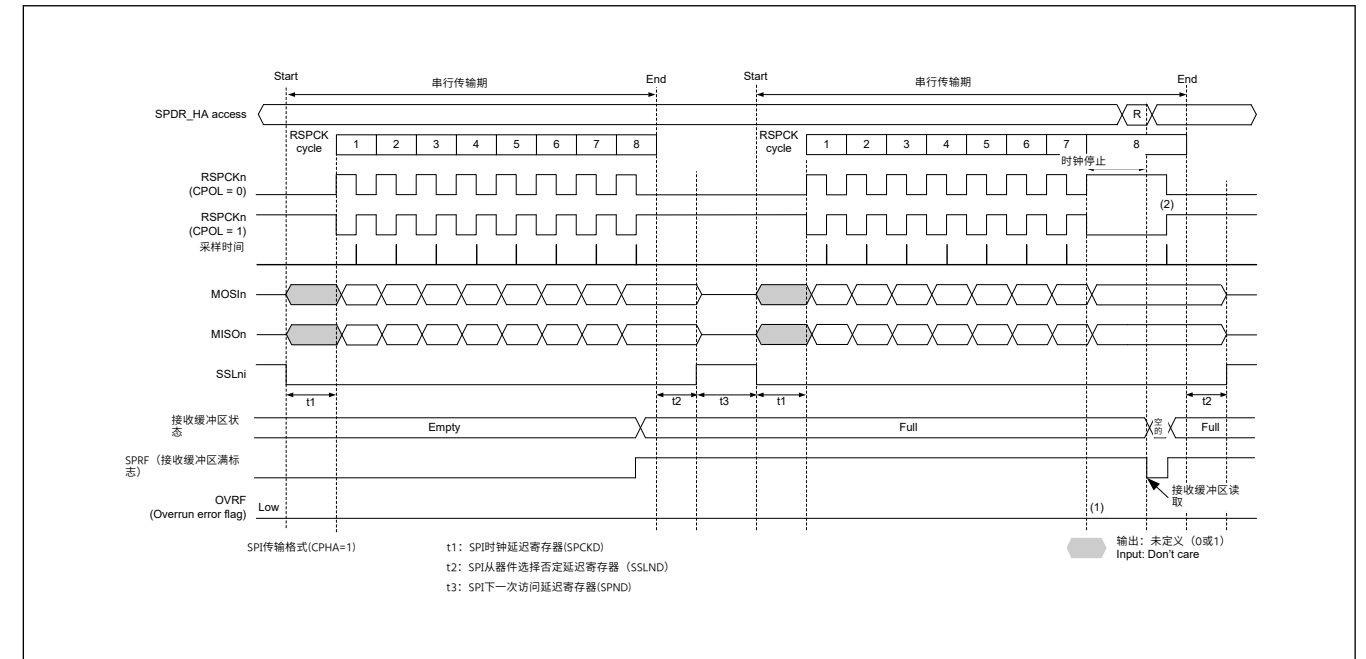 Start
串行传输期
End
Start
串行传输期
End
SPDR_HA access
R
RSPCK
cycle
1 2 3 4 5 6 7 8
RSPCK
cycle
1 2 3 4 5 6 7 8
时钟停止
RSPCKn
(CPOL = 0)
(2)
RSPCKn
(CPOL = 1)
采样时间
MOSIn
MISOn
SSLni
t1
t2
t3
t1
t2
接收缓冲区状
态
Empty
Full
空
的
Full
SPRF（接收缓冲区满标
志）
接收缓冲区读
取
OVRF
(Overrun error flag)
Low
(1)
SPI传输格式(CPHA=1)
t1：SPI时钟延迟寄存器(SPCKD)
t2：SPI从器件选择否定延迟寄存器（SSLND）
t3：SPI下一次访问延迟寄存器(SPND)
输出：未定义（0或1）
Input: Don't care